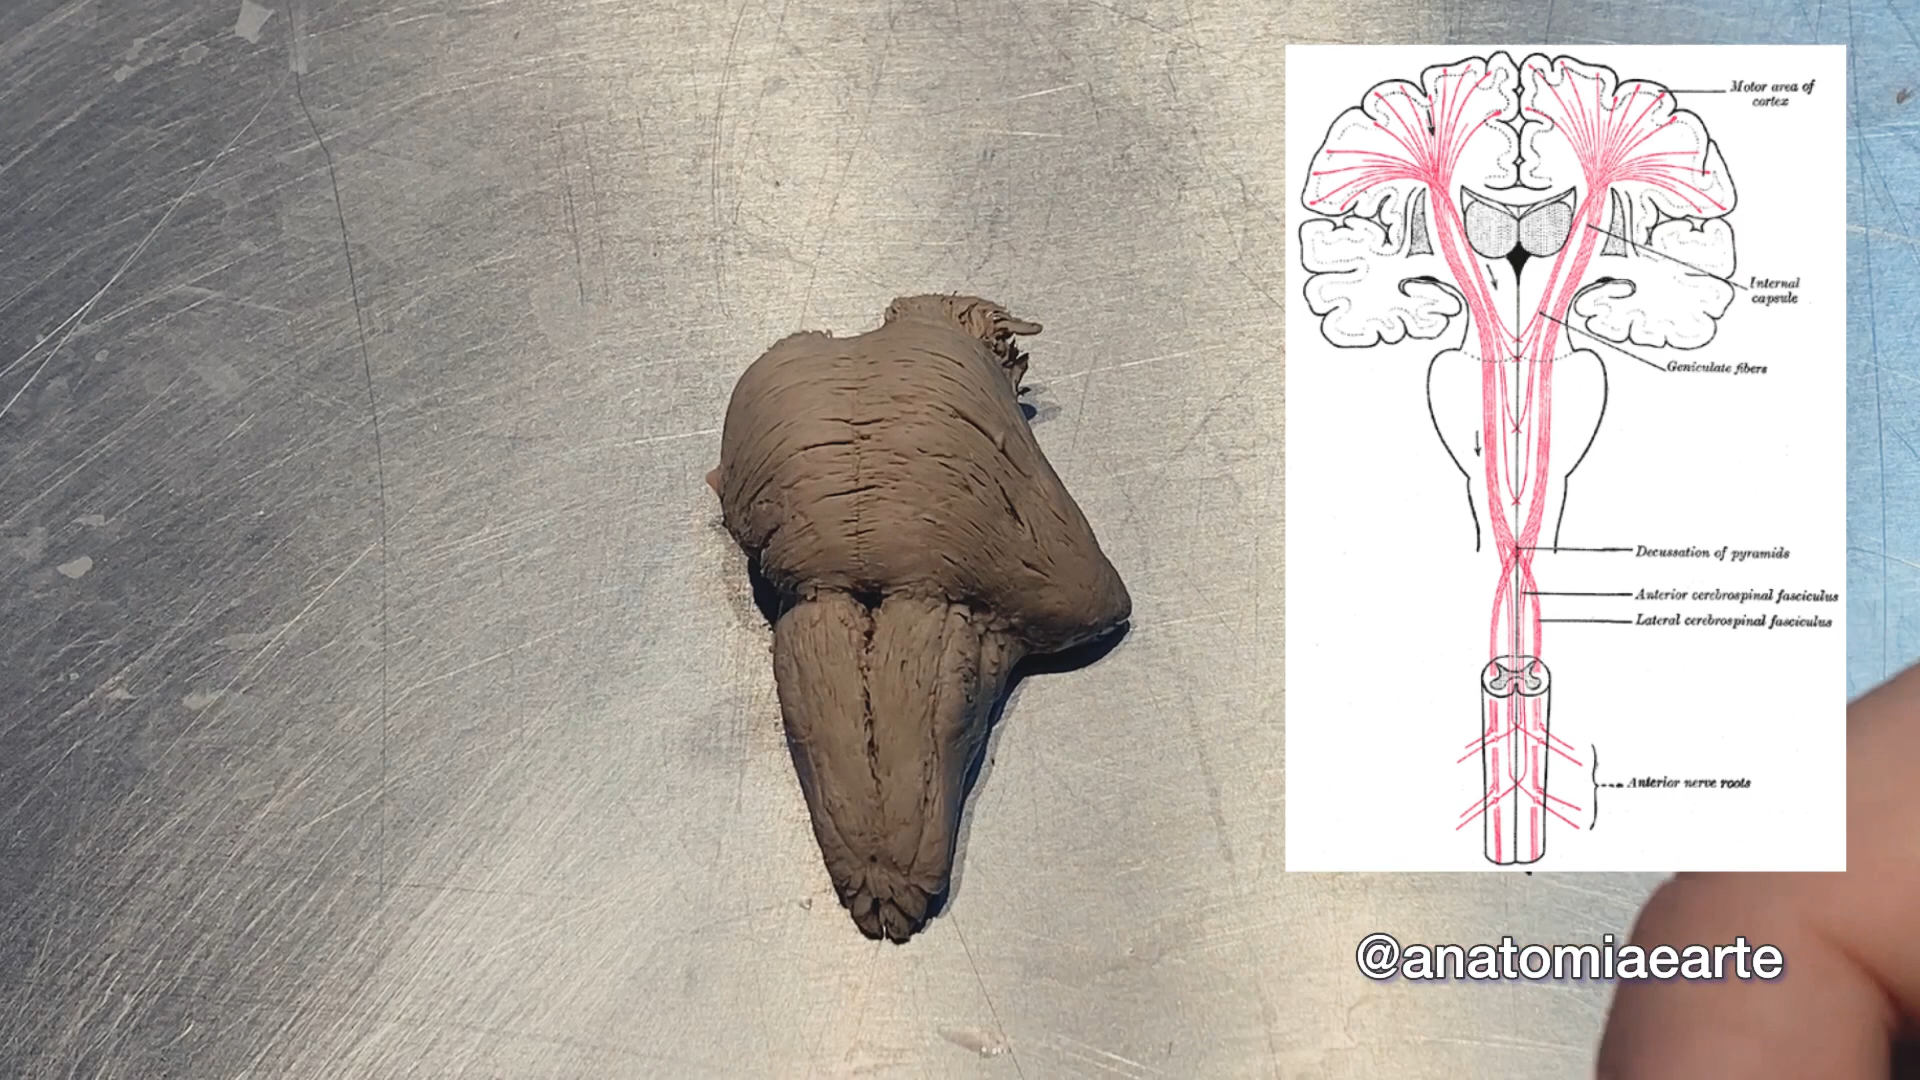 Motor area of
cortex
Internal
capsule
Geniculate fibers
Decussation of pyramids
Anterior cerebrospinal fasciculus
Lateral cerebrospinal fasciculus
Anterior nerve roots
@anatomiaearte